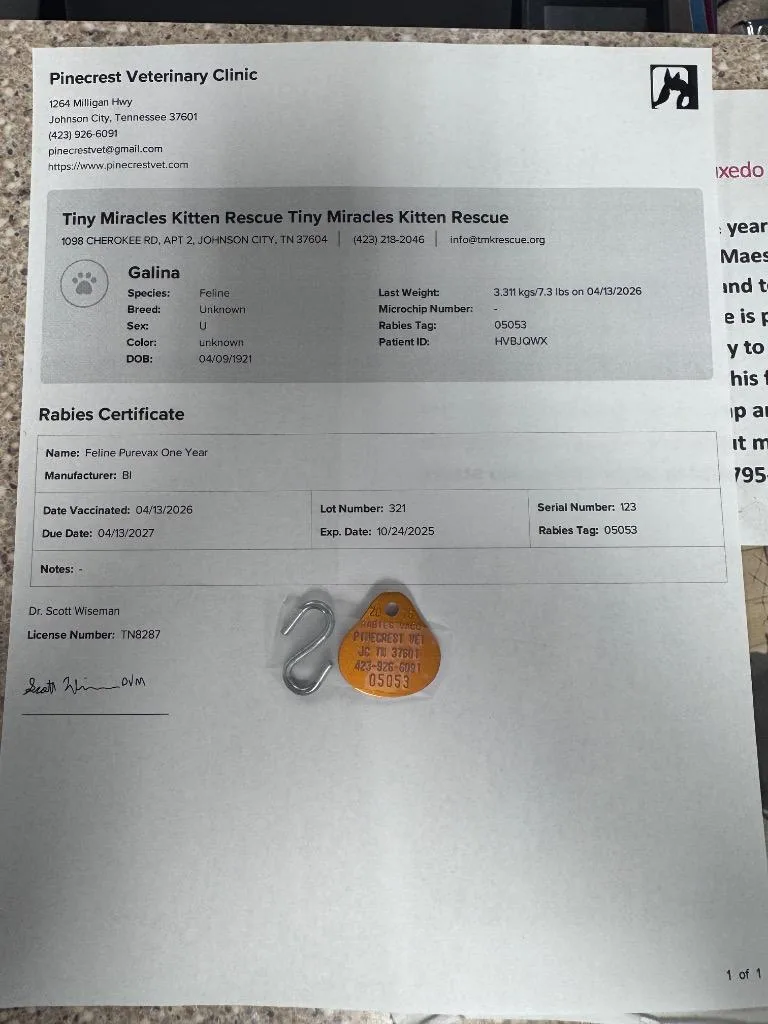 Pinecrest Veterinary Clinic
1264 Milligan Hwy
Johnson City, Tennessee 37601
(423) 926-6091
pinecrestvet@gmail.com
https://www.pinecrestvet.com
Tiny Miracles Kitten Rescue Tiny Miracles Kitten Rescue
1098 CHEROKEE RD, APT 2, JOHNSON CITY, TN 37604 | (423) 218-2046 | info@tmkrescue.org
Galina
Species: Feline
Breed: Unknown
Sex: U
Color: unknown
DOB: 04/09/1921
Last Weight: 3.311 kgs/7.3 lbs on 04/13/2026
Microchip Number: -
Rabies Tag: 05053
Patient ID: HVBJQWX
Rabies Certificate
Name: Feline Purevax One Year
Manufacturer: BI
Date Vaccinated: 04/13/2026
Due Date: 04/13/2027
Lot Number: 321
Exp. Date: 10/24/2025
Serial Number: 123
Rabies Tag: 05053
Notes: -
Dr. Scott Wiseman
License Number: TN8287
Scott Wiseman DVM
RABIES VACC
PINECREST VET
JC TN 37601
423-926-6091
05053
1 of 1
xedo
year
Maes
and t
e is p
y to
his f
p a
ut m
795-